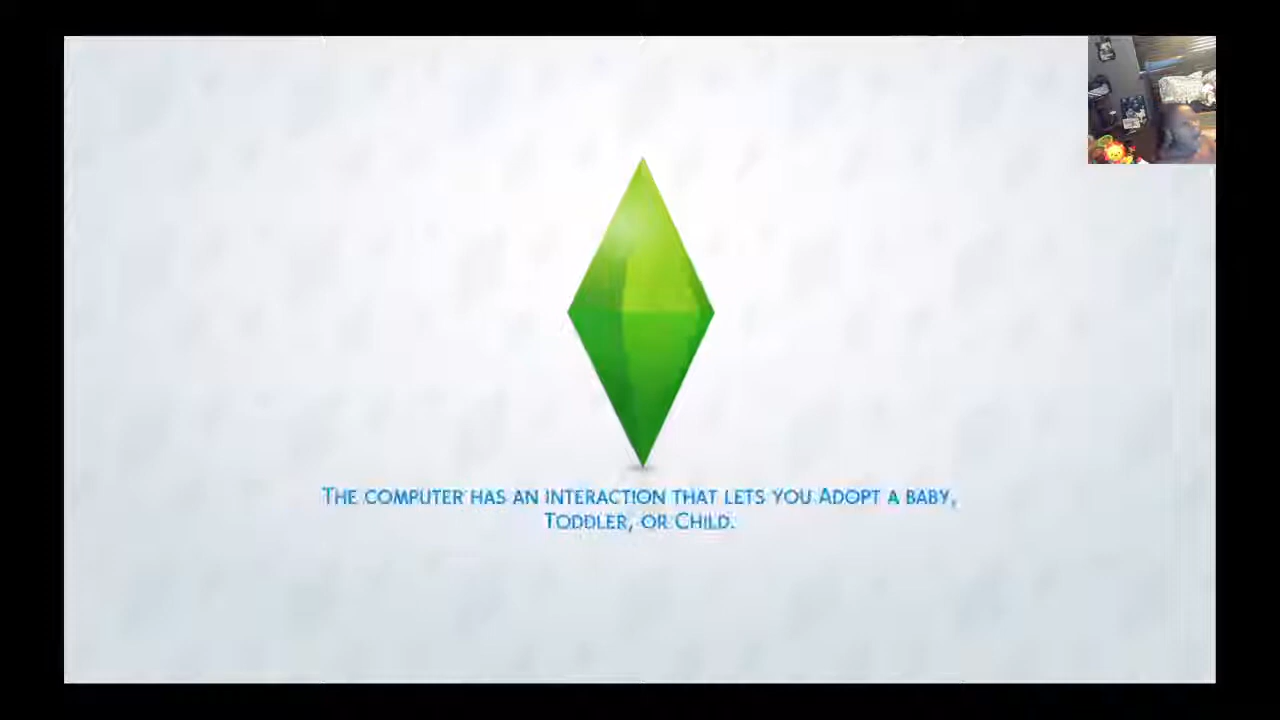 The computer has an interaction that lets you Adopt a baby,
Toddler, or Child.